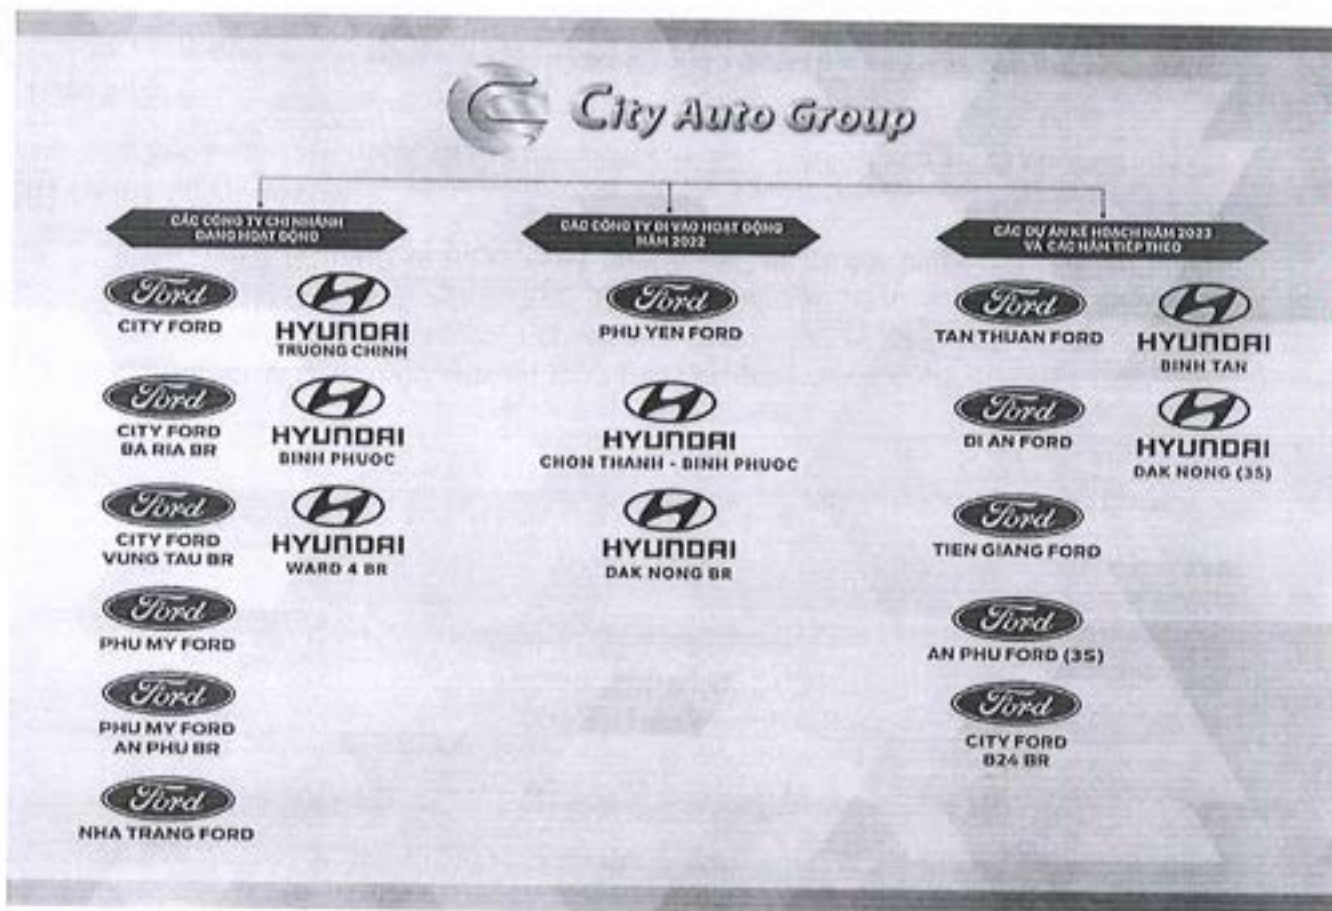 City Auto Group
CÁC CÔNG TY CHI NHÁNH
ĐANG HOẠT ĐỘNG
CÁC CÔNG TY ĐI VÀO HOẠT ĐỘNG
NĂM 2022
CÁC DỰ ÁN KẾ HOẠCH NĂM 2023
VÀ CÁC NĂM TIẾP THEO
Ford
CITY FORD
HYUNDAI
TRUONG CHINH
Ford
CITY FORD
BA RIA BR
HYUNDAI
BINH PHUOC
Ford
CITY FORD
VUNG TAU BR
HYUNDAI
WARD 4 BR
Ford
PHU MY FORD
Ford
PHU MY FORD
AN PHU BR
Ford
NHA TRANG FORD
Ford
PHU YEN FORD
HYUNDAI
CHON THANH - BINH PHUOC
HYUNDAI
DAK NONG BR
Ford
TAN THUAN FORD
HYUNDAI
BINH TAN
Ford
DI AN FORD
HYUNDAI
DAK NONG (3S)
Ford
TIEN GIANG FORD
Ford
AN PHU FORD (3S)
Ford
CITY FORD
824 BR